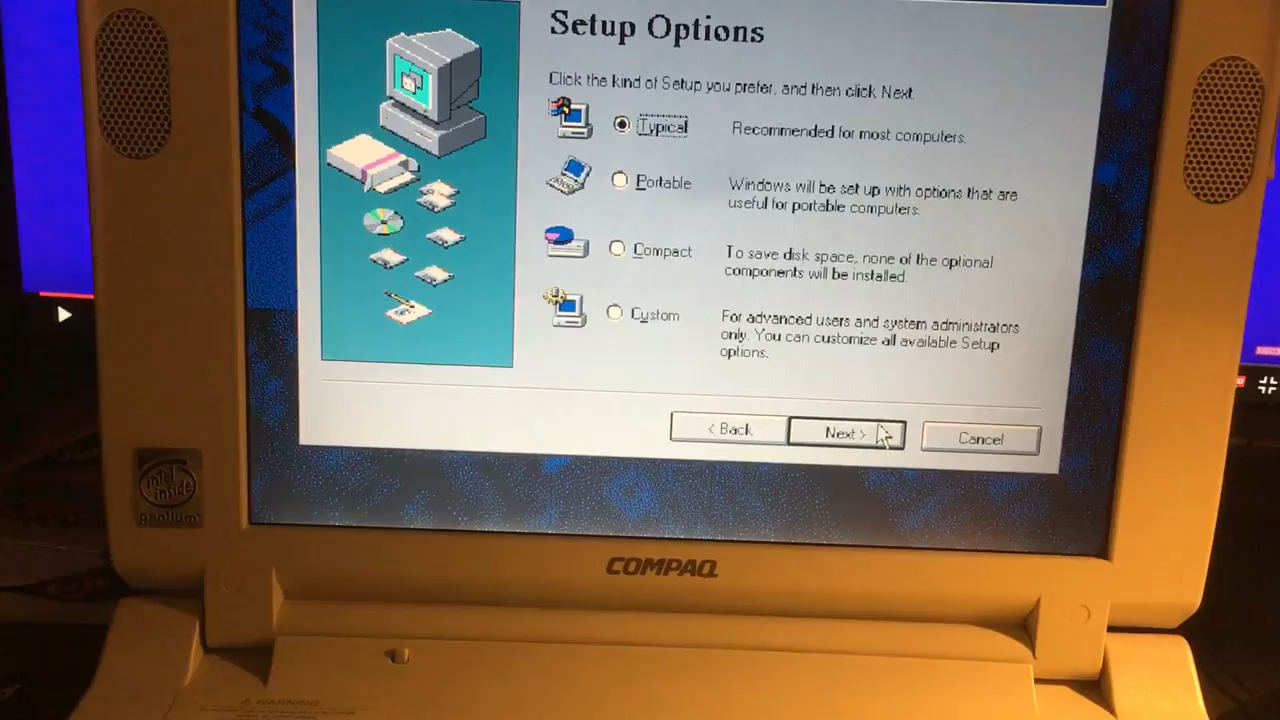 Setup Options
Click the kind of Setup you prefer, and then click Next.
Typical
Recommended for most computers.
Portable
Windows will be set up with options that are
useful for portable computers.
Compact
To save disk space, none of the optional
components will be installed.
Custom
For advanced users and system administrators
only. You can customize all available Setup
options.
< Back
Next >
Cancel
intel
inside
pentium
COMPAQ
WARNING